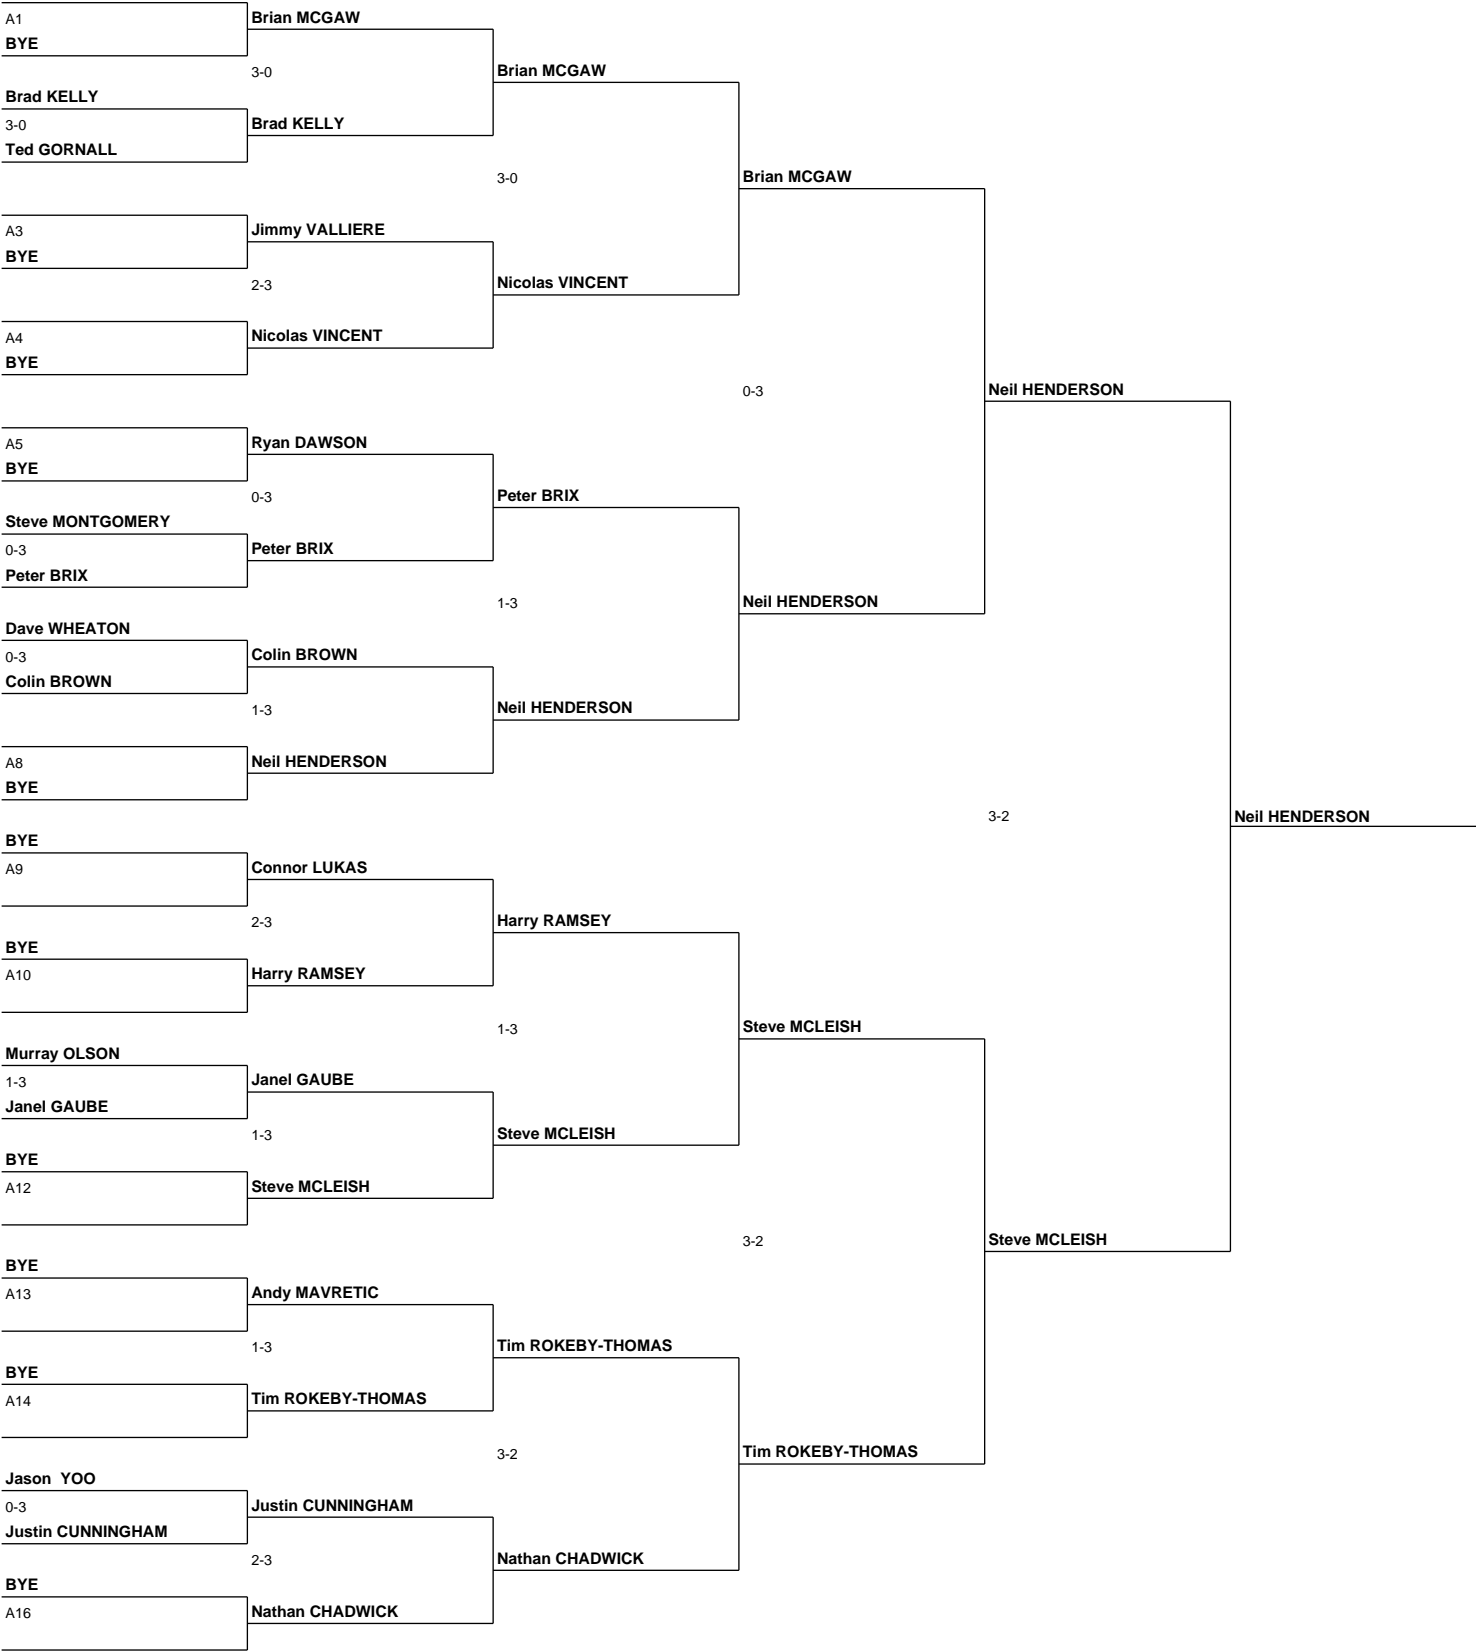 A1
Brian MCGAW
BYE
3-0
Brian MCGAW
Brad KELLY
3-0
Brad KELLY
Ted GORNALL
3-0
Brian MCGAW
A3
Jimmy VALLIERE
BYE
2-3
Nicolas VINCENT
A4
Nicolas VINCENT
BYE
0-3
Neil HENDERSON
A5
Ryan DAWSON
BYE
0-3
Peter BRIX
Steve MONTGOMERY
0-3
Peter BRIX
Peter BRIX
1-3
Neil HENDERSON
Dave WHEATON
0-3
Colin BROWN
Colin BROWN
1-3
Neil HENDERSON
A8
Neil HENDERSON
BYE
3-2
Neil HENDERSON
BYE
A9
Connor LUKAS
2-3
Harry RAMSEY
BYE
A10
Harry RAMSEY
1-3
Steve MCLEISH
Murray OLSON
1-3
Janel GAUBE
Janel GAUBE
1-3
Steve MCLEISH
BYE
A12
Steve MCLEISH
3-2
Steve MCLEISH
BYE
A13
Andy MAVRETIC
1-3
Tim ROKEBY-THOMAS
BYE
A14
Tim ROKEBY-THOMAS
3-2
Tim ROKEBY-THOMAS
Jason  YOO
0-3
Justin CUNNINGHAM
Justin CUNNINGHAM
2-3
Nathan CHADWICK
BYE
A16
Nathan CHADWICK